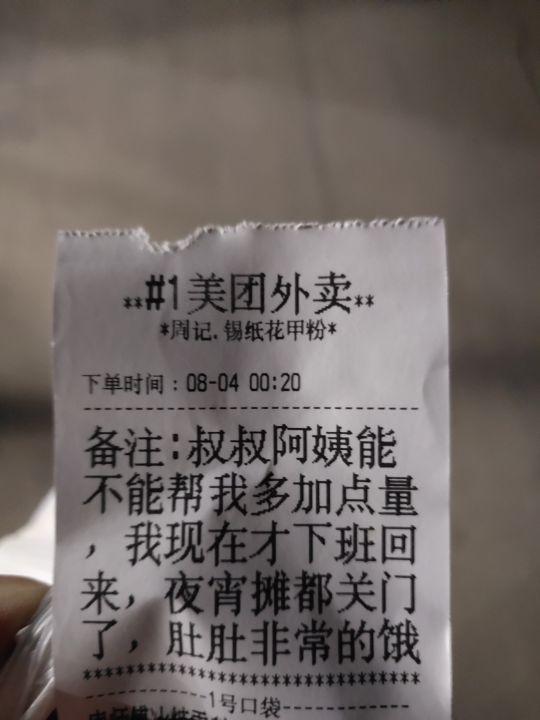 **#1美团外卖**
*周记.锡纸花甲粉*
下单时间：08-04 00:20
备注：叔叔阿姨能
不能帮我多加点量
，我现在才下班回
来，夜宵摊都关门
了，肚肚非常的饿
1号口袋